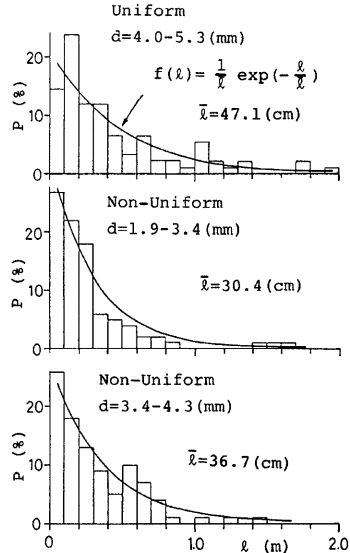 Uniform
d=4.0-5.3(mm)
f(ℓ)= 1/ℓ̄ exp(-ℓ/ℓ̄)
ℓ̄=47.1(cm)
P (%)
20
10
0
Non-Uniform
d=1.9-3.4(mm)
ℓ̄=30.4(cm)
P (%)
20
10
0
Non-Uniform
d=3.4-4.3(mm)
ℓ̄=36.7(cm)
P (%)
20
10
0
0 1.0 2.0
ℓ (m)